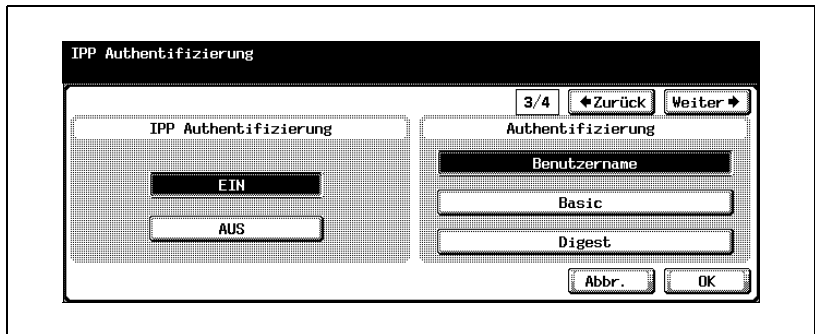 IPP Authentifizierung
3/4 Zurück Weiter
IPP Authentifizierung
Authentifizierung
EIN
AUS
Benutzername
Basic
Digest
Abbr. OK